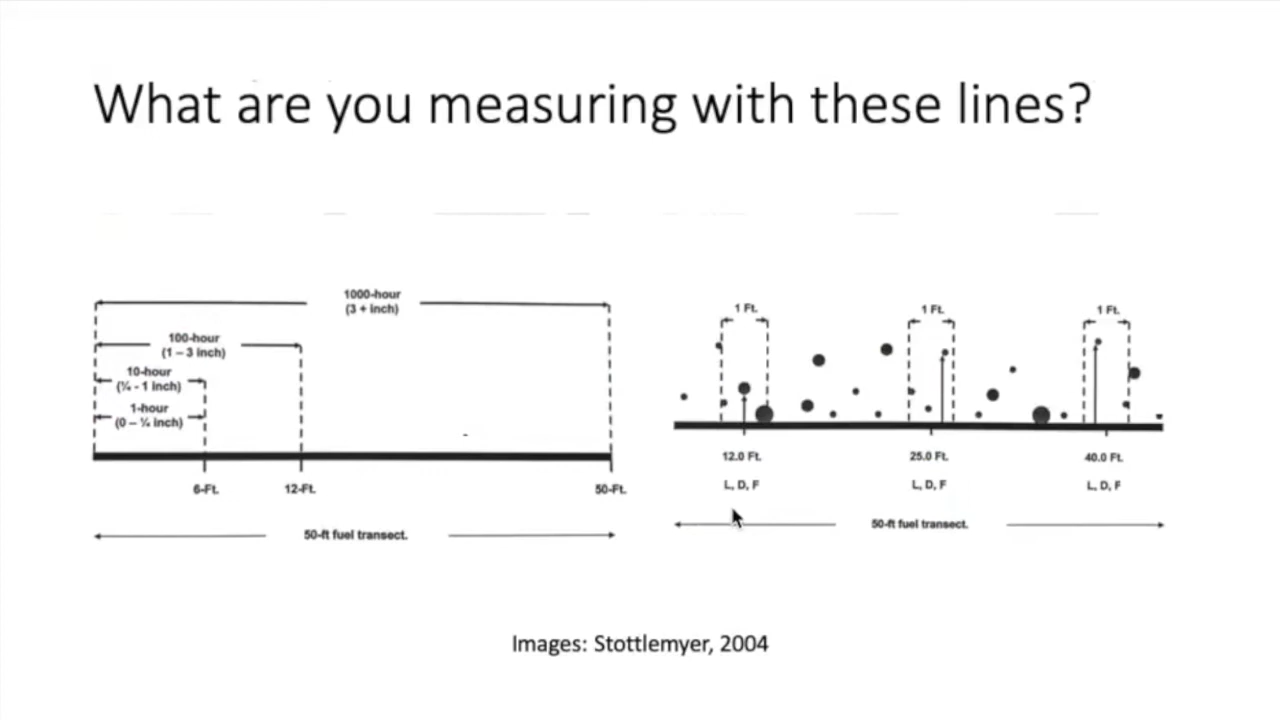 What are you measuring with these lines?
1000-hour
(3 + inch)
100-hour
(1 – 3 inch)
10-hour
(¼ - 1 inch)
1-hour
(0 – ¼ inch)
6-Ft.
12-Ft.
50-Ft.
50-ft fuel transect.
1 Ft.
1 Ft.
1 Ft.
12.0 Ft.
25.0 Ft.
40.0 Ft.
L, D, F
L, D, F
L, D, F
50-ft fuel transect.
Images: Stottlemyer, 2004